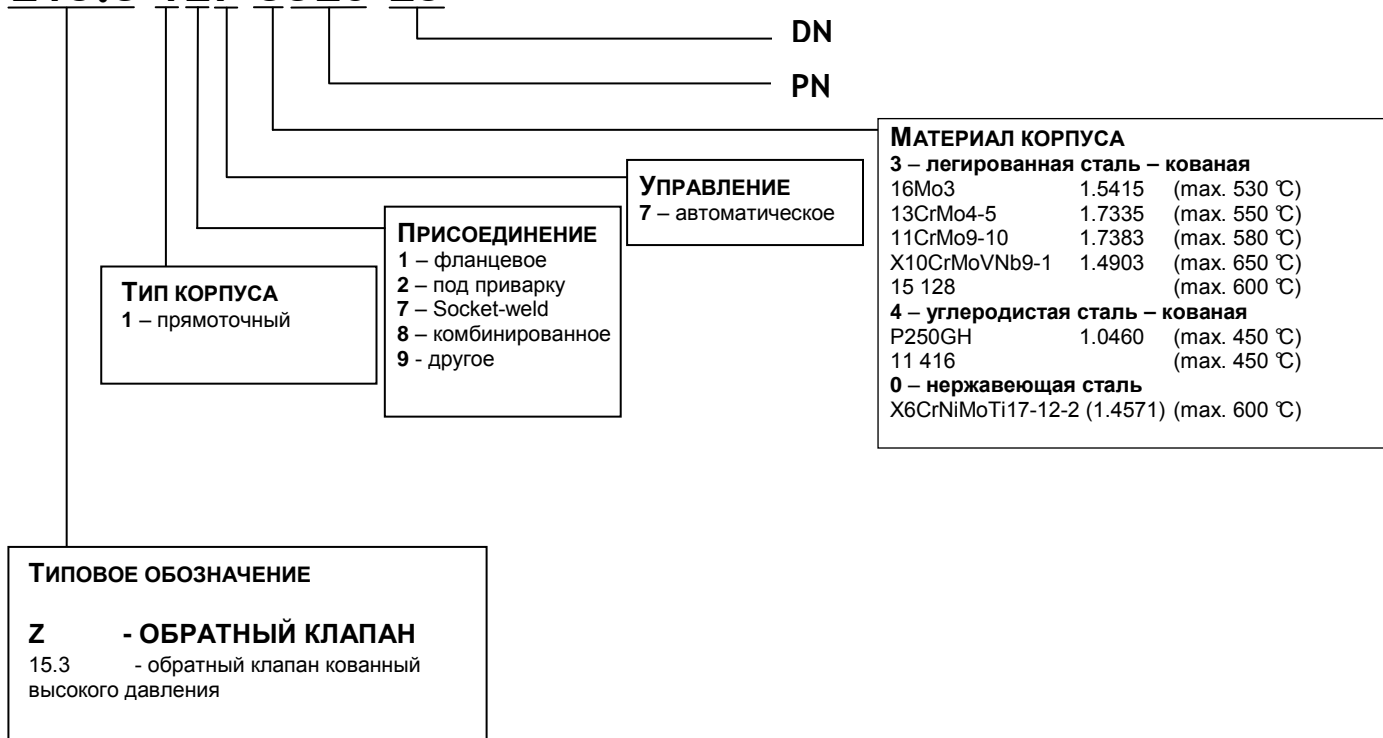 DN
PN
МАТЕРИАЛ КОРПУСА
3 – легированная сталь – кованая
16Mo3 1.5415 (max. 530 ℃)
13CrMo4-5 1.7335 (max. 550 ℃)
11CrMo9-10 1.7383 (max. 580 ℃)
X10CrMoVNb9-1 1.4903 (max. 650 ℃)
15 128 (max. 600 ℃)
4 – углеродистая сталь – кованая
P250GH 1.0460 (max. 450 ℃)
11 416 (max. 450 ℃)
0 – нержавеющая сталь
X6CrNiMoTi17-12-2 (1.4571) (max. 600 ℃)
УПРАВЛЕНИЕ
7 – автоматическое
ПРИСОЕДИНЕНИЕ
1 – фланцевое
2 – под приварку
7 – Socket-weld
8 – комбинированное
9 - другое
ТИП КОРПУСА
1 – прямоточный
ТИПОВОЕ ОБОЗНАЧЕНИЕ
Z - ОБРАТНЫЙ КЛАПАН
15.3 - обратный клапан кованный
высокого давления